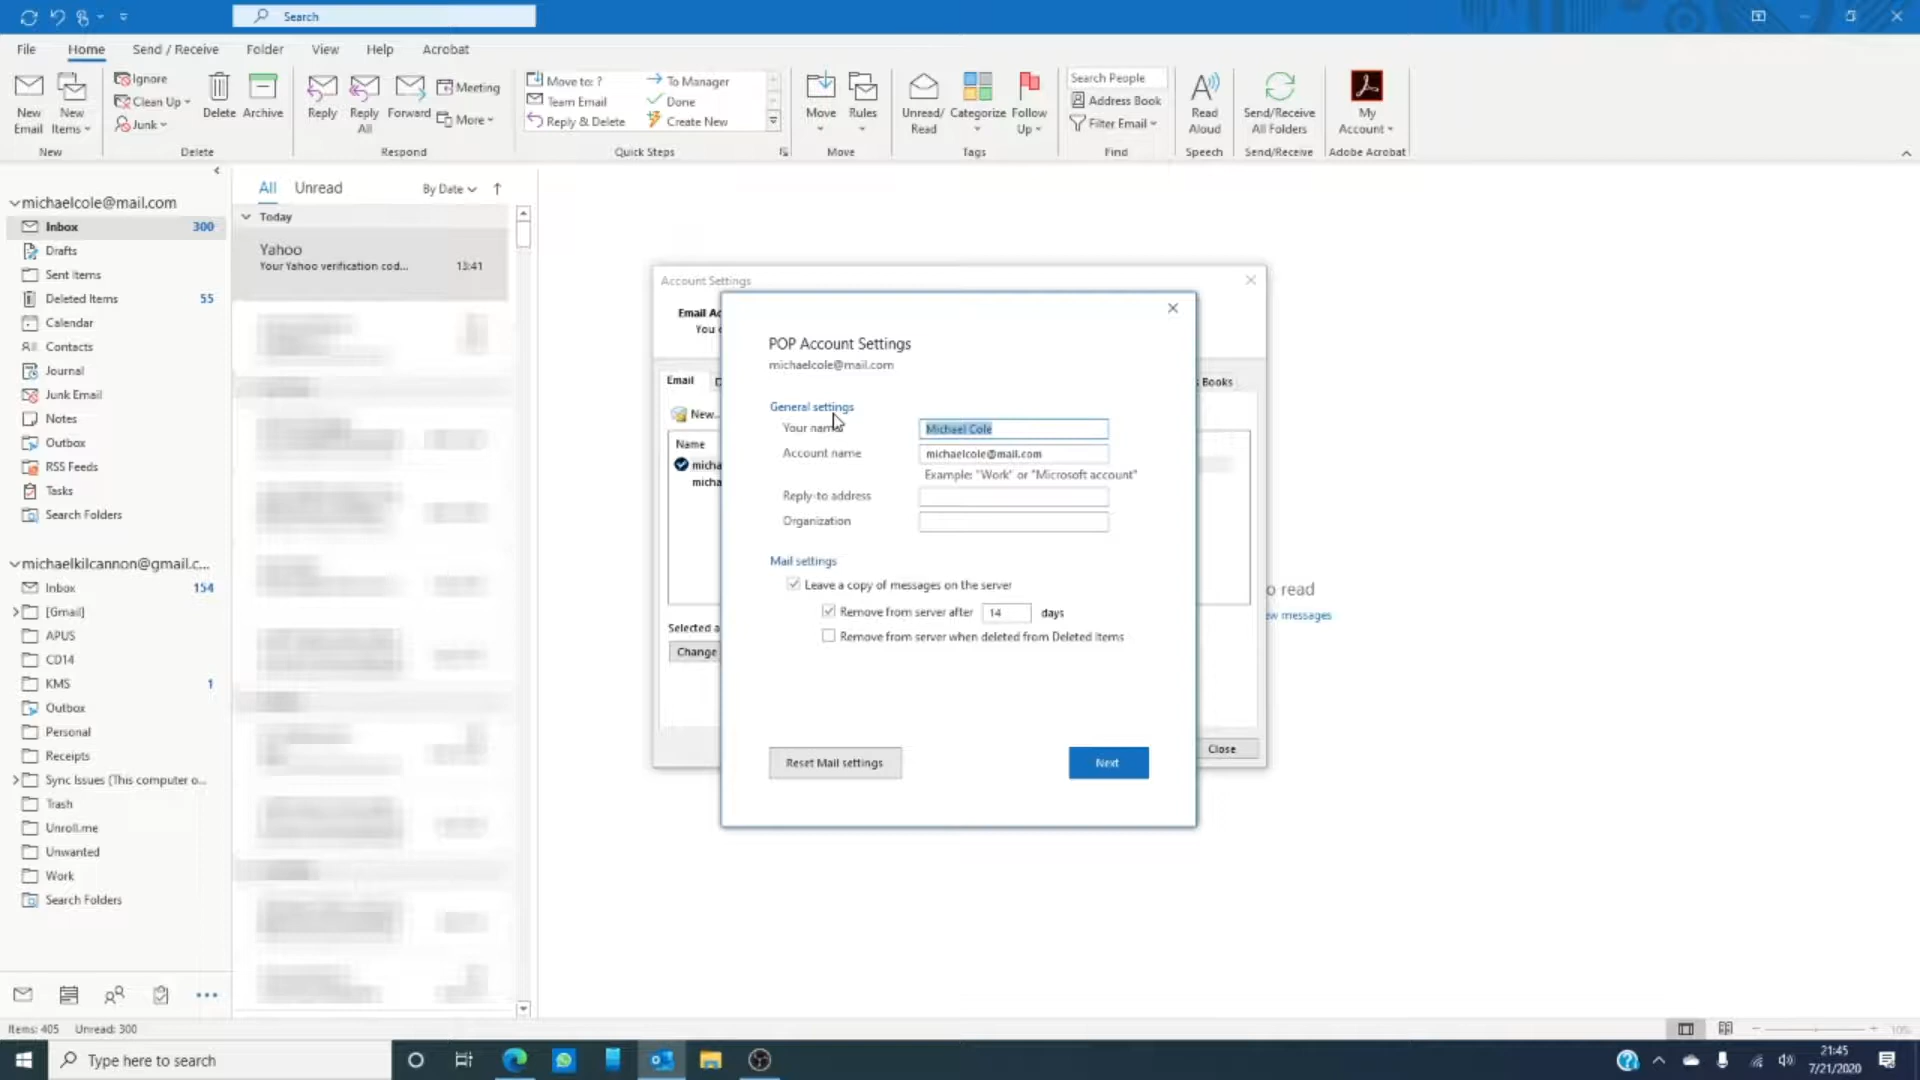 Search
File Home Send / Receive Folder View Help Acrobat
New Email
New Items
Ignore
Clean Up
Junk
Delete
Archive
Reply
Reply All
Forward
Meeting
More
Move to: ?
Team Email
Reply & Delete
To Manager
Done
Create New
Move
Rules
Unread/ Read
Categorize
Follow Up
Search People
Address Book
Filter Email
Read Aloud
Send/Receive All Folders
My Account
New Delete Respond Quick Steps Move Tags Find Speech Send/Receive Adobe Acrobat
michaelcole@mail.com
Inbox 300
Drafts
Sent Items
Deleted Items 55
Calendar
Contacts
Journal
Junk Email
Notes
Outbox
RSS Feeds
Tasks
Search Folders
michaelkilcannon@gmail.c...
Inbox 154
[Gmail]
APUS
CD14
KMS 1
Outbox
Personal
Receipts
Sync Issues (This computer o...
Trash
Unroll.me
Unwanted
Work
Search Folders
All Unread By Date
Today
Yahoo
Your Yahoo verification cod... 13:41
Account Settings
Email Ac
You c
Email
s Books
New..
Name
micha
micha
Selected a
Change
Close
o read
ew messages
POP Account Settings
michaelcole@mail.com
General settings
Your name Michael Cole
Account name michaelcole@mail.com
Example: "Work" or "Microsoft account"
Reply-to address
Organization
Mail settings
Leave a copy of messages on the server
Remove from server after 14 days
Remove from server when deleted from Deleted Items
Reset Mail settings
Next
Items: 405 Unread: 300
Type here to search
21:45
7/21/2020